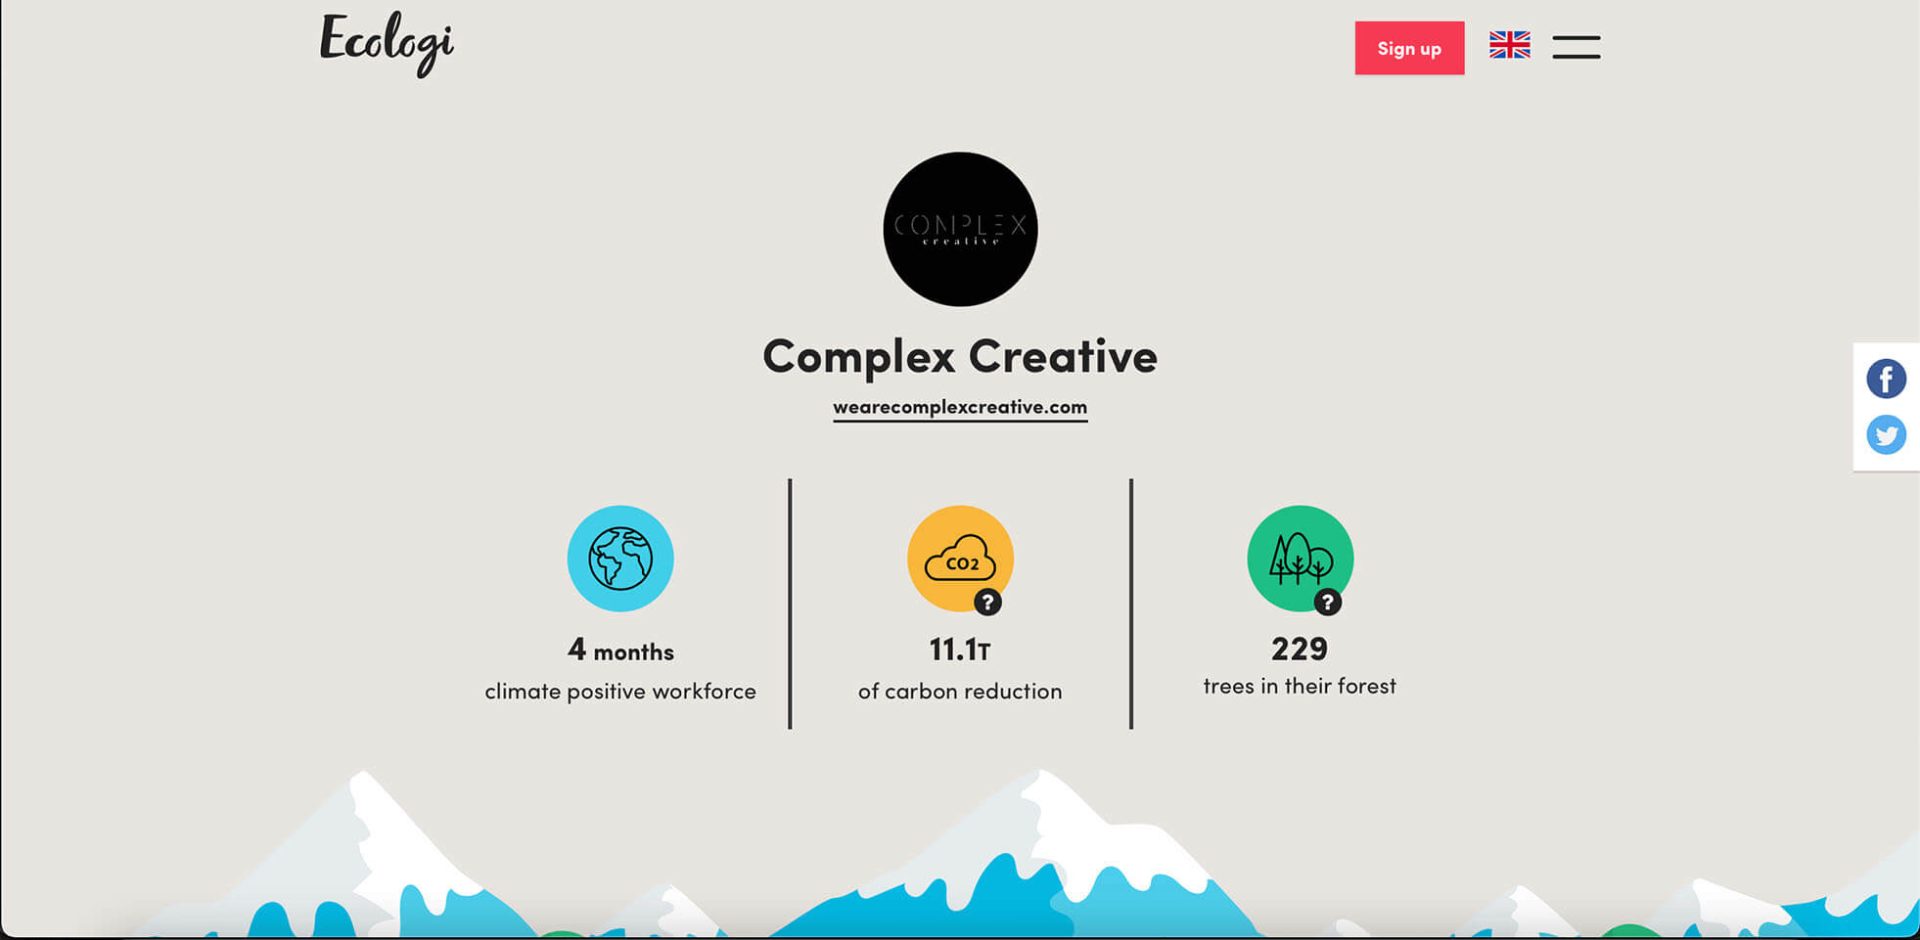 Ecologi
Sign up
COMPLEX
creative
Complex Creative
wearecomplexcreative.com
CO2
?
?
4 months
11.1T
229
climate positive workforce
of carbon reduction
trees in their forest